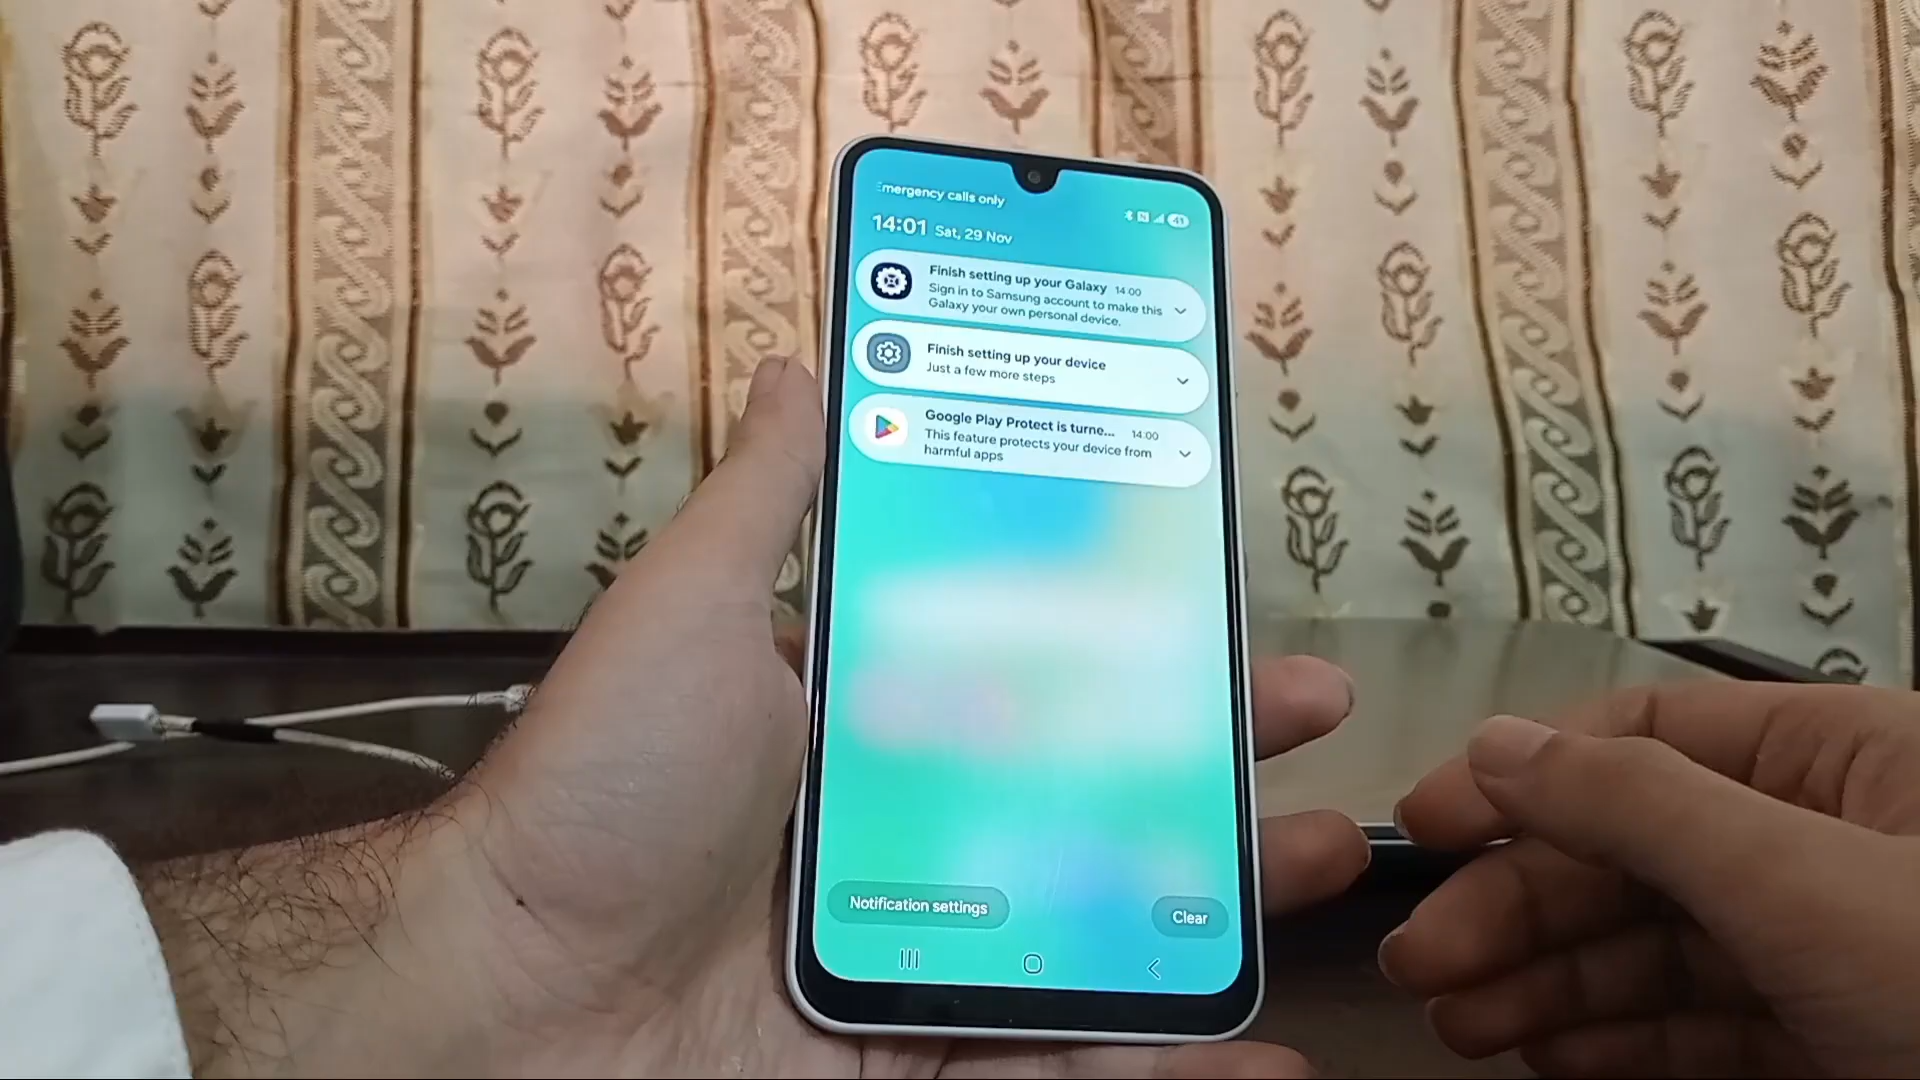 Emergency calls only
41
14:01 Sat, 29 Nov
Finish setting up your Galaxy 14:00
Sign in to Samsung account to make this
Galaxy your own personal device.
Finish setting up your device
Just a few more steps
Google Play Protect is turne... 14:00
This feature protects your device from
harmful apps
Notification settings
Clear